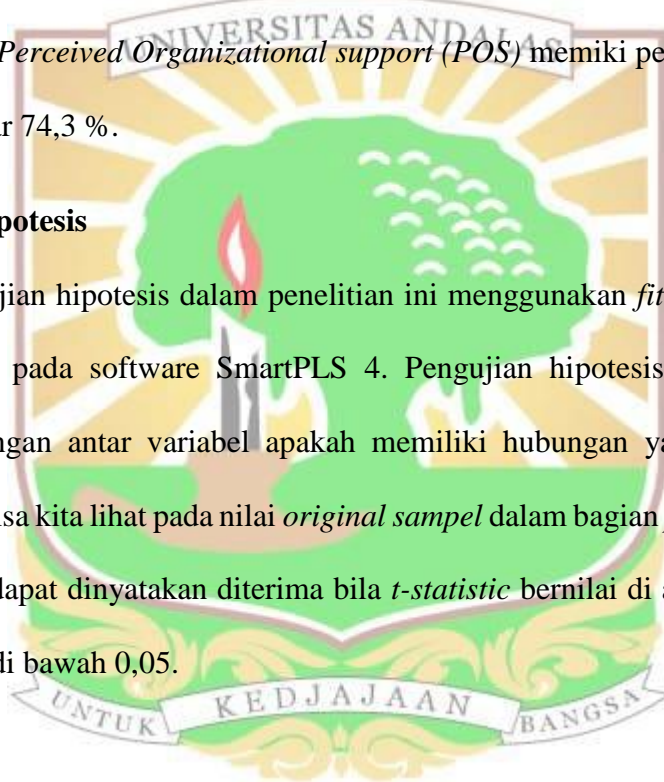 UNIVERSITAS ANDALAS
Perceived Organizational support (POS) memiki pe
ar 74,3 %.
potesis
jian hipotesis dalam penelitian ini menggunakan fit
pada software SmartPLS 4. Pengujian hipotesis
ngan antar variabel apakah memiliki hubungan ya
sa kita lihat pada nilai original sampel dalam bagian
dapat dinyatakan diterima bila t-statistic bernilai di a
di bawah 0,05.
UNTUK KEDJAJAAN BANGSA